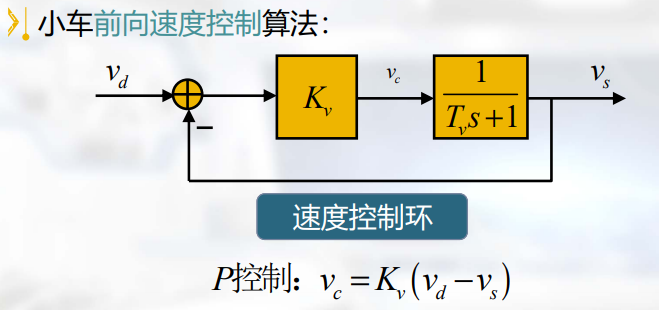 小车前向速度控制算法：
v_d
K_v
v_c
1
T_v s+1
v_s
−
速度控制环
P控制：v_c = K_v (v_d − v_s)